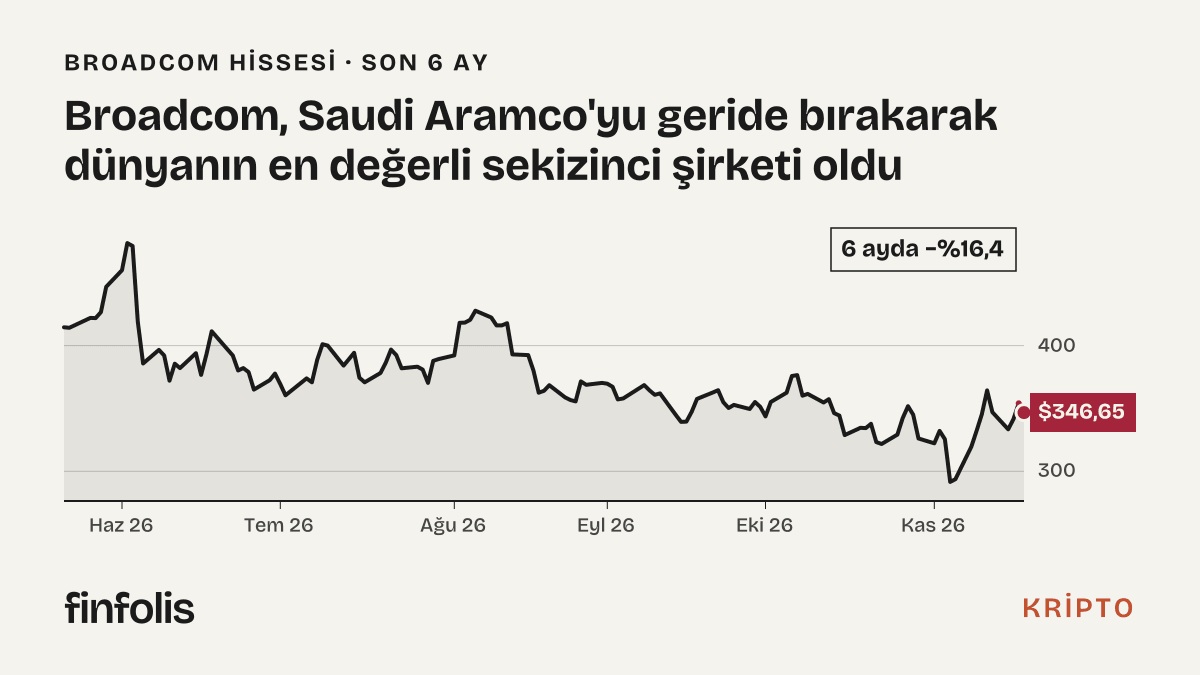 BROADCOM HİSSESİ · SON 6 AY
Broadcom, Saudi Aramco'yu geride bırakarak
dünyanın en değerli sekizinci şirketi oldu
6 ayda −%16,4
400
$346,65
300
Haz 26
Tem 26
Ağu 26
Eyl 26
Eki 26
Kas 26
finfolis
KRİPTO